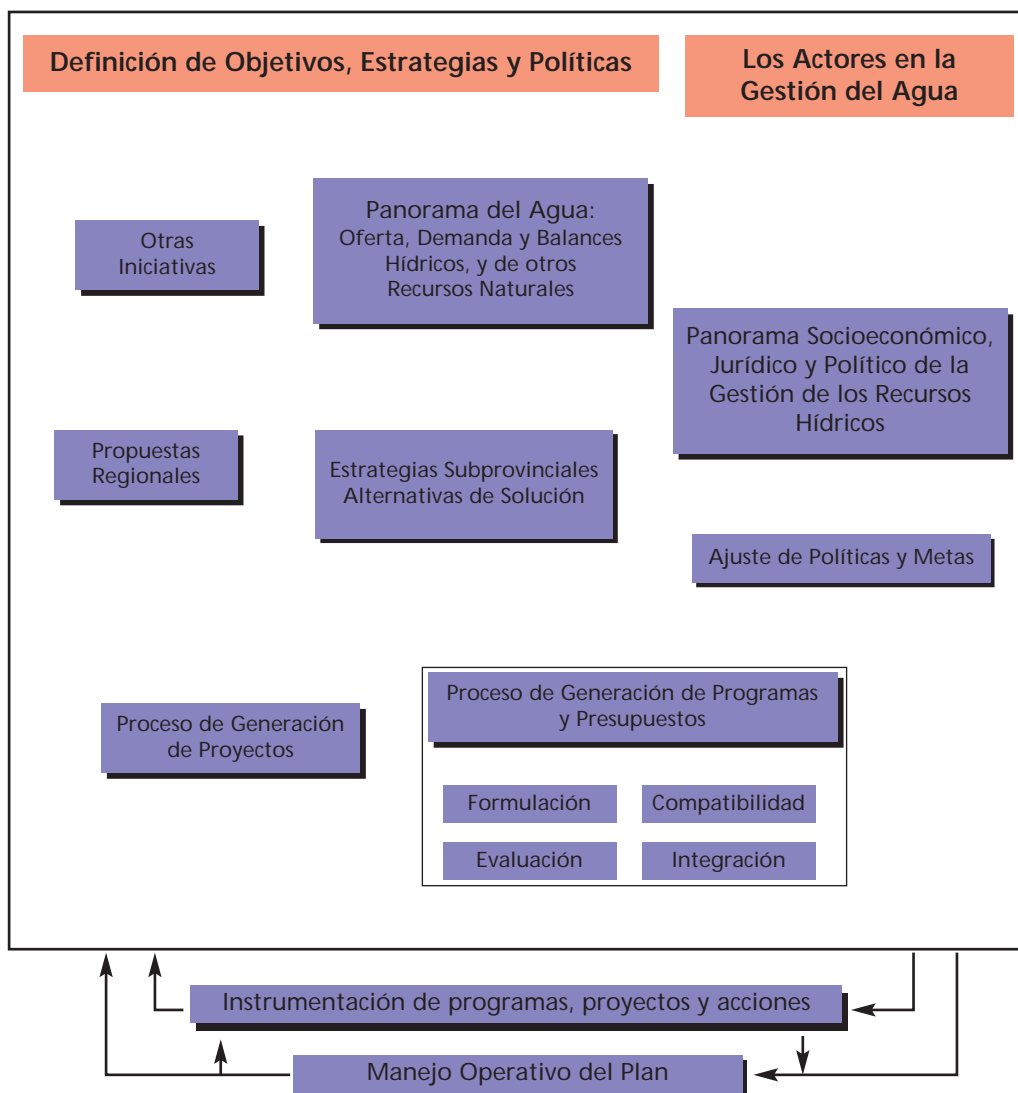 Definición de Objetivos, Estrategias y Políticas
Los Actores en la
Gestión del Agua
Otras
Iniciativas
Panorama del Agua:
Oferta, Demanda y Balances
Hídricos, y de otros
Recursos Naturales
Panorama Socioeconómico,
Jurídico y Político de la
Gestión de los Recursos
Hídricos
Propuestas
Regionales
Estrategias Subprovinciales
Alternativas de Solución
Ajuste de Políticas y Metas
Proceso de Generación
de Proyectos
Proceso de Generación de Programas
y Presupuestos
Formulación
Compatibilidad
Evaluación
Integración
Instrumentación de programas, proyectos y acciones
Manejo Operativo del Plan